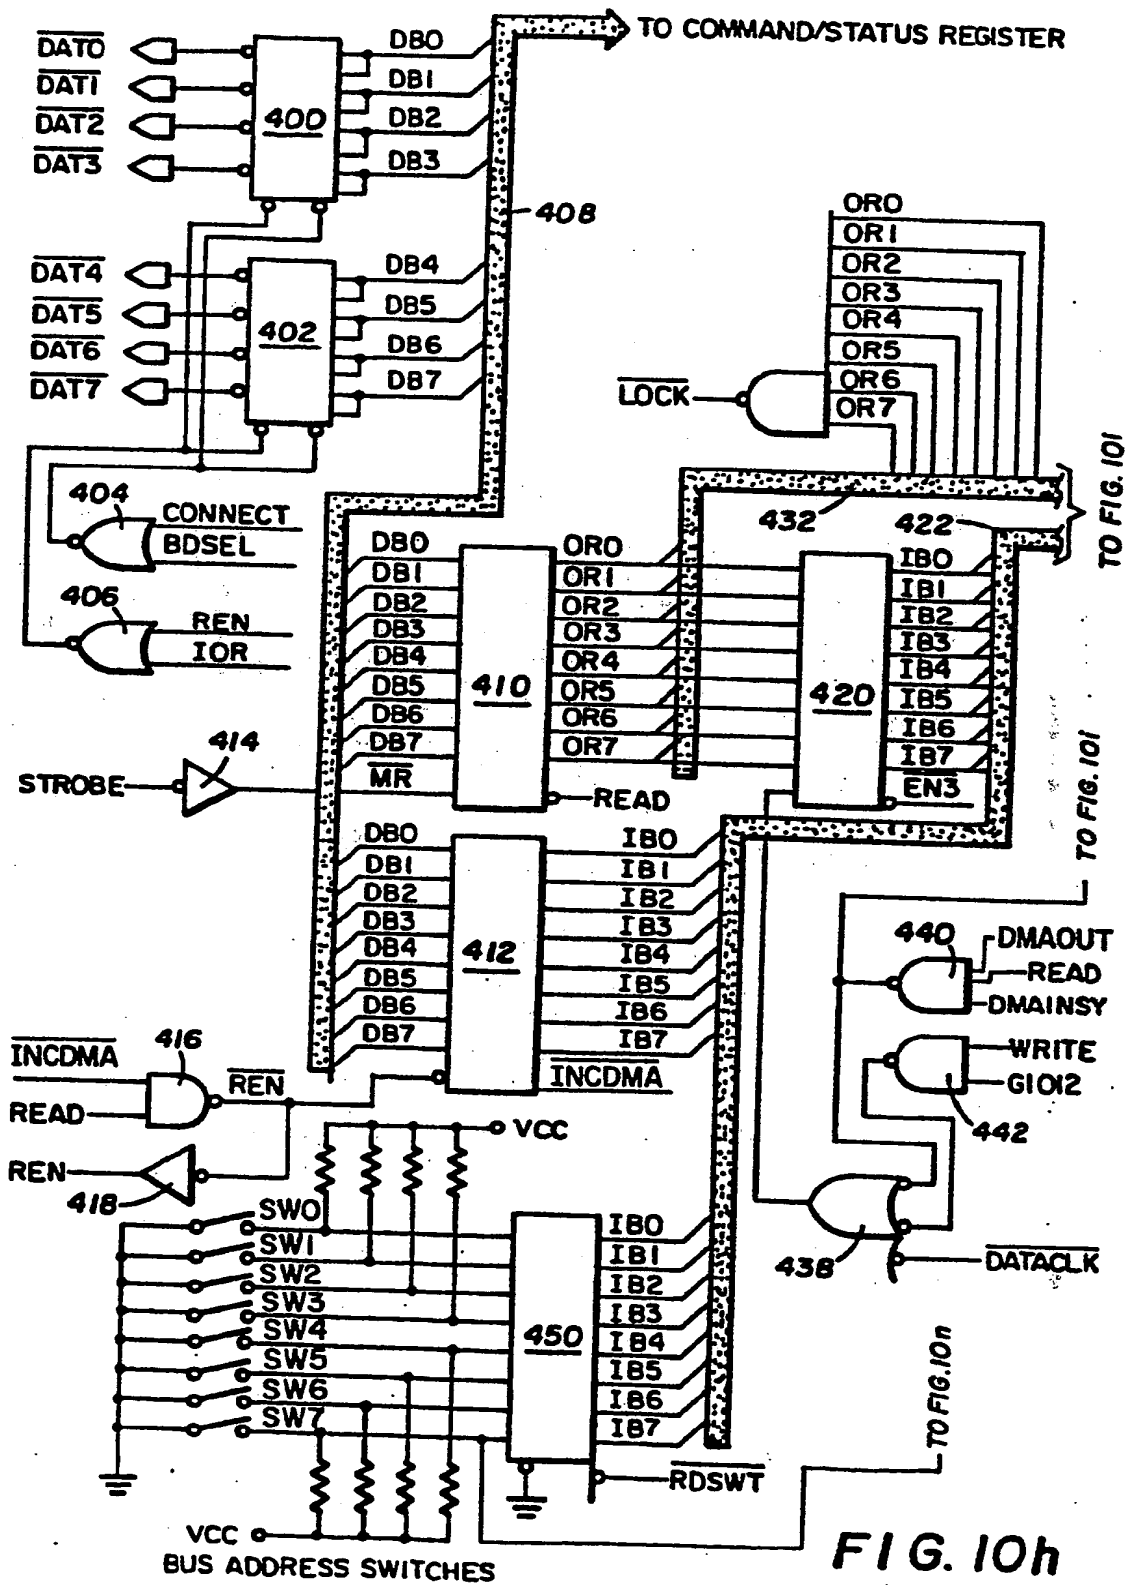 TO COMMAND/STATUS REGISTER
DAT0
DAT1
DAT2
DAT3
400
DB0
DB1
DB2
DB3
408
DAT4
DAT5
DAT6
DAT7
402
DB4
DB5
DB6
DB7
OR0
OR1
OR2
OR3
OR4
OR5
OR6
OR7
LOCK
TO FIG. 10I
432
422
404
CONNECT
BDSEL
406
REN
IOR
DB0
DB1
DB2
DB3
DB4
DB5
DB6
DB7
MR
410
OR0
OR1
OR2
OR3
OR4
OR5
OR6
OR7
READ
420
IB0
IB1
IB2
IB3
IB4
IB5
IB6
IB7
EN3
414
STROBE
TO FIG. 10i
DB0
DB1
DB2
DB3
DB4
DB5
DB6
DB7
412
IB0
IB1
IB2
IB3
IB4
IB5
IB6
IB7
INCDMA
440
DMAOUT
READ
DMAINSY
WRITE
G1012
442
416
INCDMA
READ
REN
REN
418
VCC
SW0
SW1
SW2
SW3
SW4
SW5
SW6
SW7
450
IB0
IB1
IB2
IB3
IB4
IB5
IB6
IB7
RDSWT
438
DATACLK
TO FIG. 10n
VCC
BUS ADDRESS SWITCHES
FIG. 10h